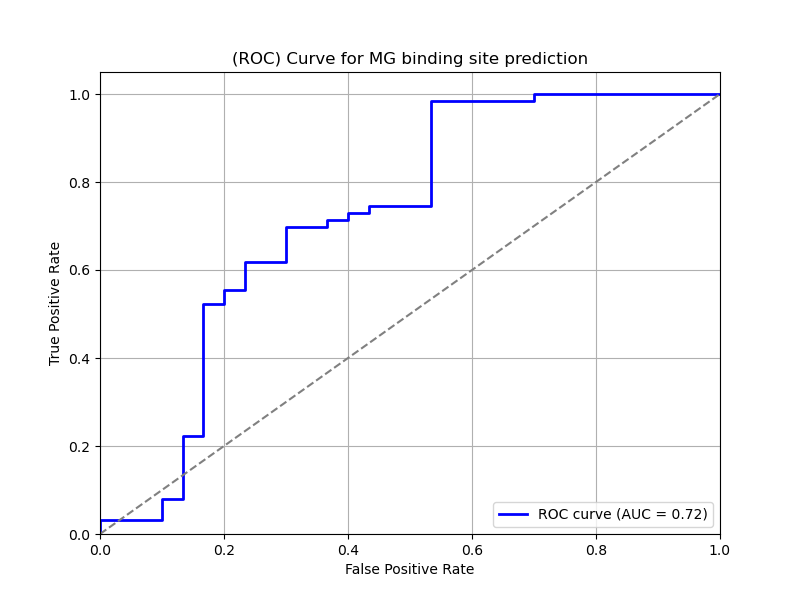 (ROC) Curve for MG binding site prediction
True Positive Rate
1.0
0.8
0.6
0.4
0.2
0.0
0.0 0.2 0.4 0.6 0.8 1.0
False Positive Rate
ROC curve (AUC = 0.72)